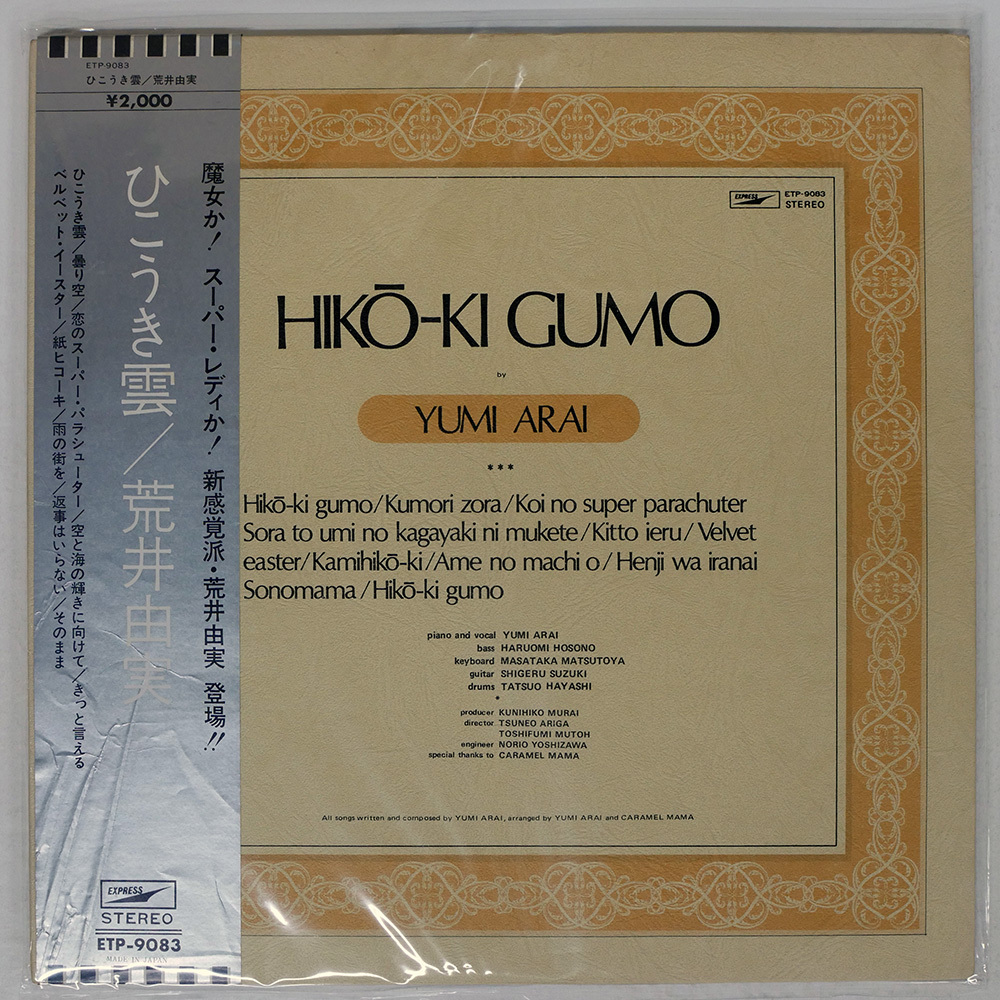 ETP-9083
ひこうき雲/荒井由実
¥2,000
魔女か! スーパー・レディか! 新感覚派・荒井由実 登場!!
ひこうき雲/荒井由実
ひこうき雲/曇り空/恋のスーパー・パラシューター/空と海の輝きに向けて/きっと言える
ベルベット・イースター/紙ヒコーキ/雨の街を/返事はいらない/そのまま
EXPRESS
STEREO
ETP-9083
MADE IN JAPAN
EXPRESS
ETP-9083
STEREO
HIKŌ-KI GUMO
by
YUMI ARAI
***
Hikō-ki gumo/Kumori zora/Koi no super parachuter
Sora to umi no kagayaki ni mukete/Kitto ieru/Velvet
easter/Kamihikō-ki/Ame no machi o/Henji wa iranai
Sonomama/Hikō-ki gumo
piano and vocal YUMI ARAI
bass HARUOMI HOSONO
keyboard MASATAKA MATSUTOYA
guitar SHIGERU SUZUKI
drums TATSUO HAYASHI
*
producer KUNIHIKO MURAI
director TSUNEO ARIGA
TOSHIFUMI MUTOH
engineer NORIO YOSHIZAWA
special thanks to CARAMEL MAMA
All songs written and composed by YUMI ARAI, arranged by YUMI ARAI and CARAMEL MAMA